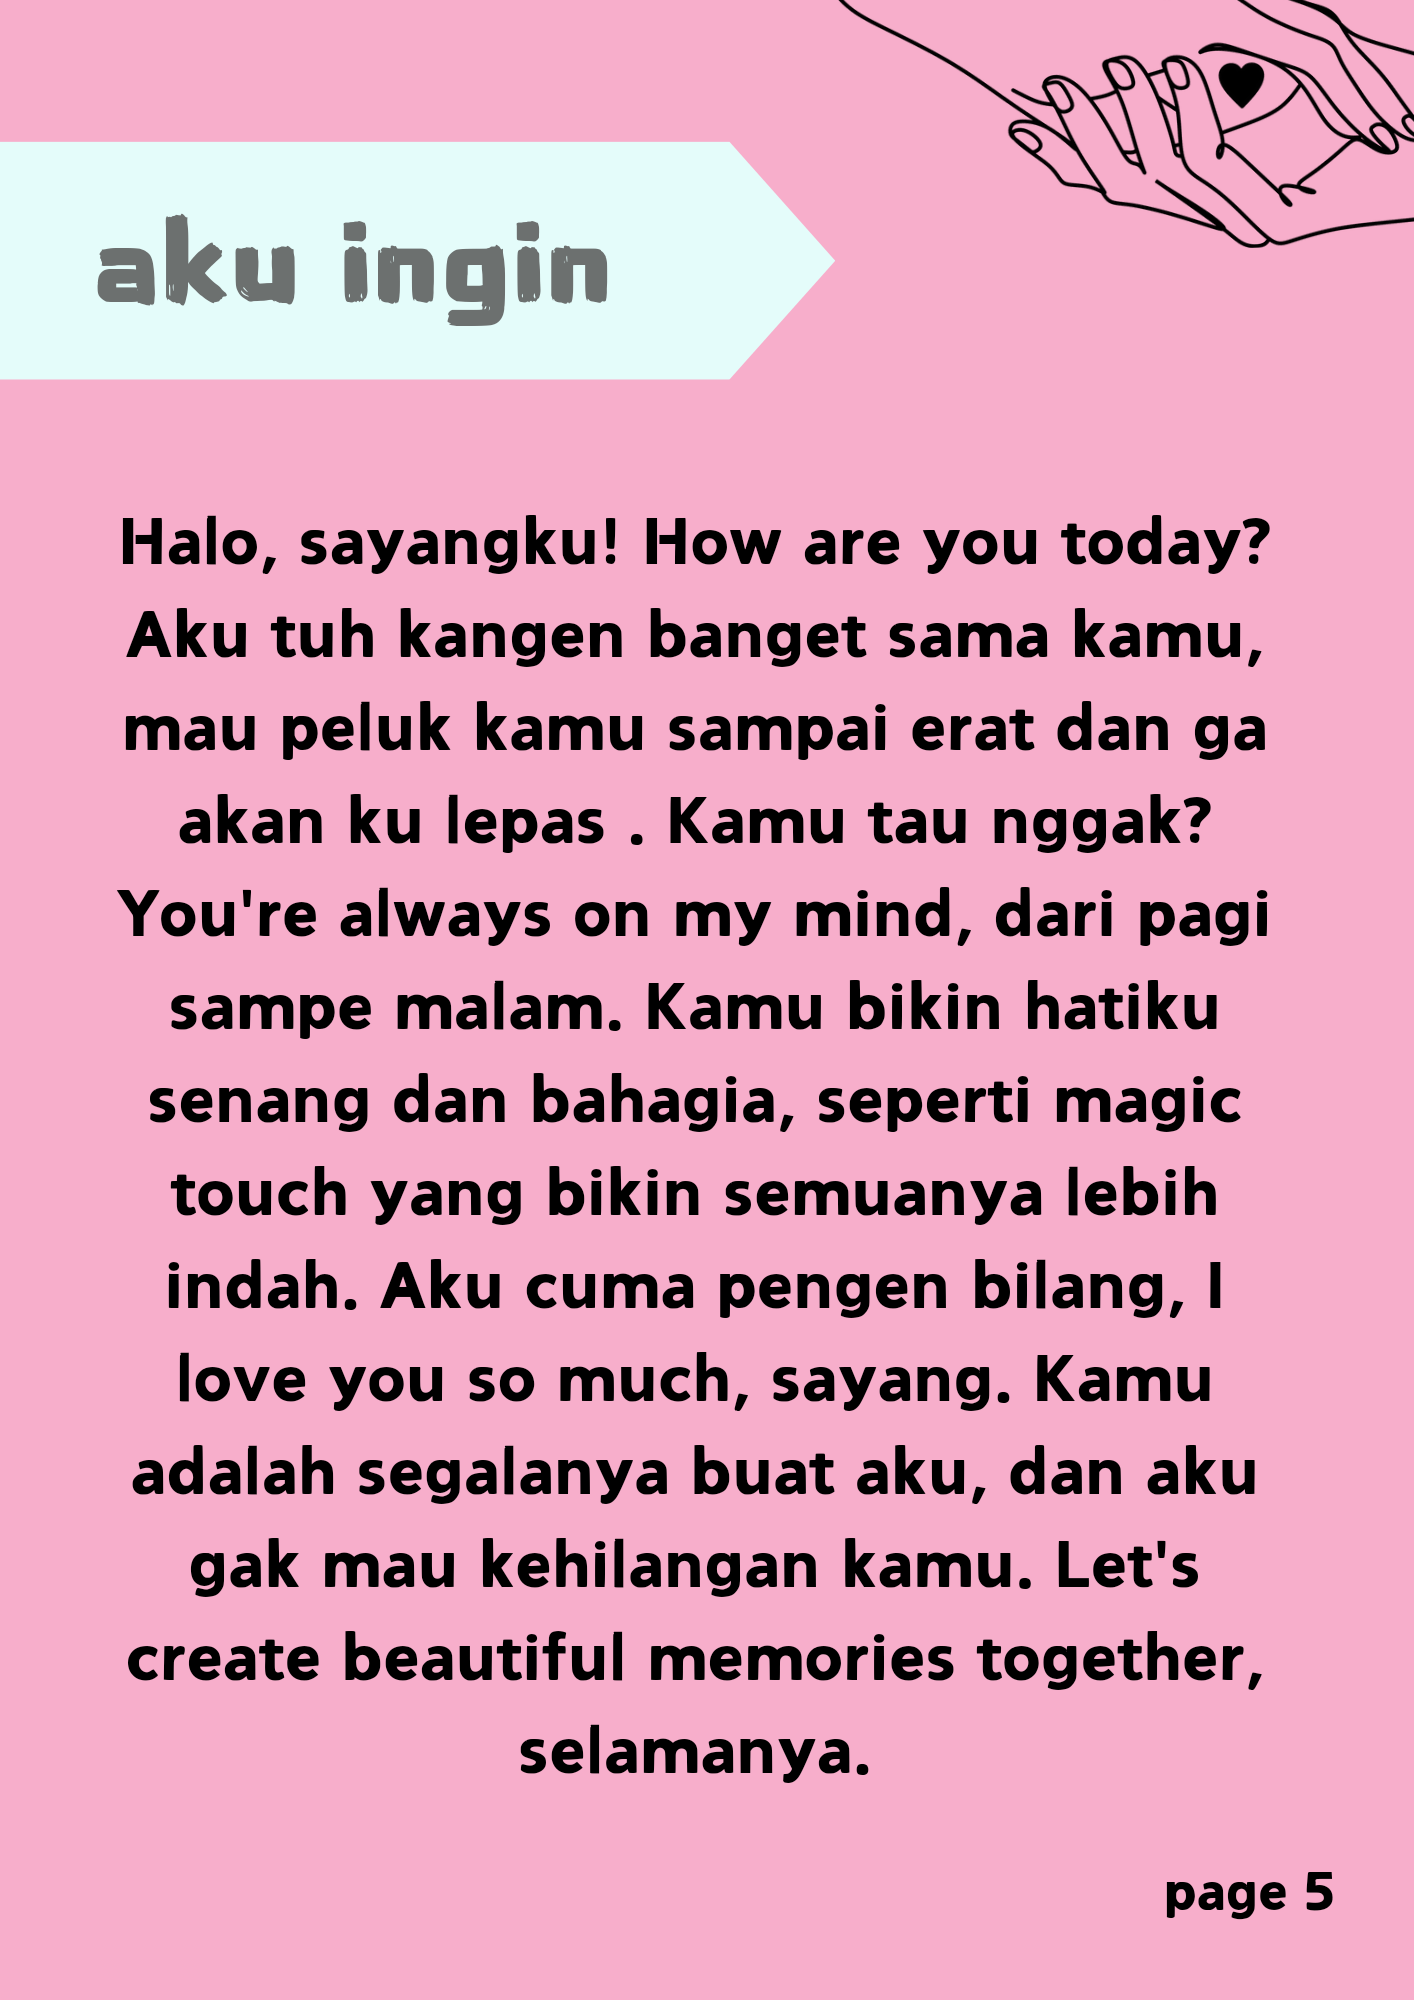 aku ingin
Halo, sayangku! How are you today?
Aku tuh kangen banget sama kamu,
mau peluk kamu sampai erat dan ga
akan ku lepas . Kamu tau nggak?
You're always on my mind, dari pagi
sampe malam. Kamu bikin hatiku
senang dan bahagia, seperti magic
touch yang bikin semuanya lebih
indah. Aku cuma pengen bilang, I
love you so much, sayang. Kamu
adalah segalanya buat aku, dan aku
gak mau kehilangan kamu. Let's
create beautiful memories together,
selamanya.
page 5